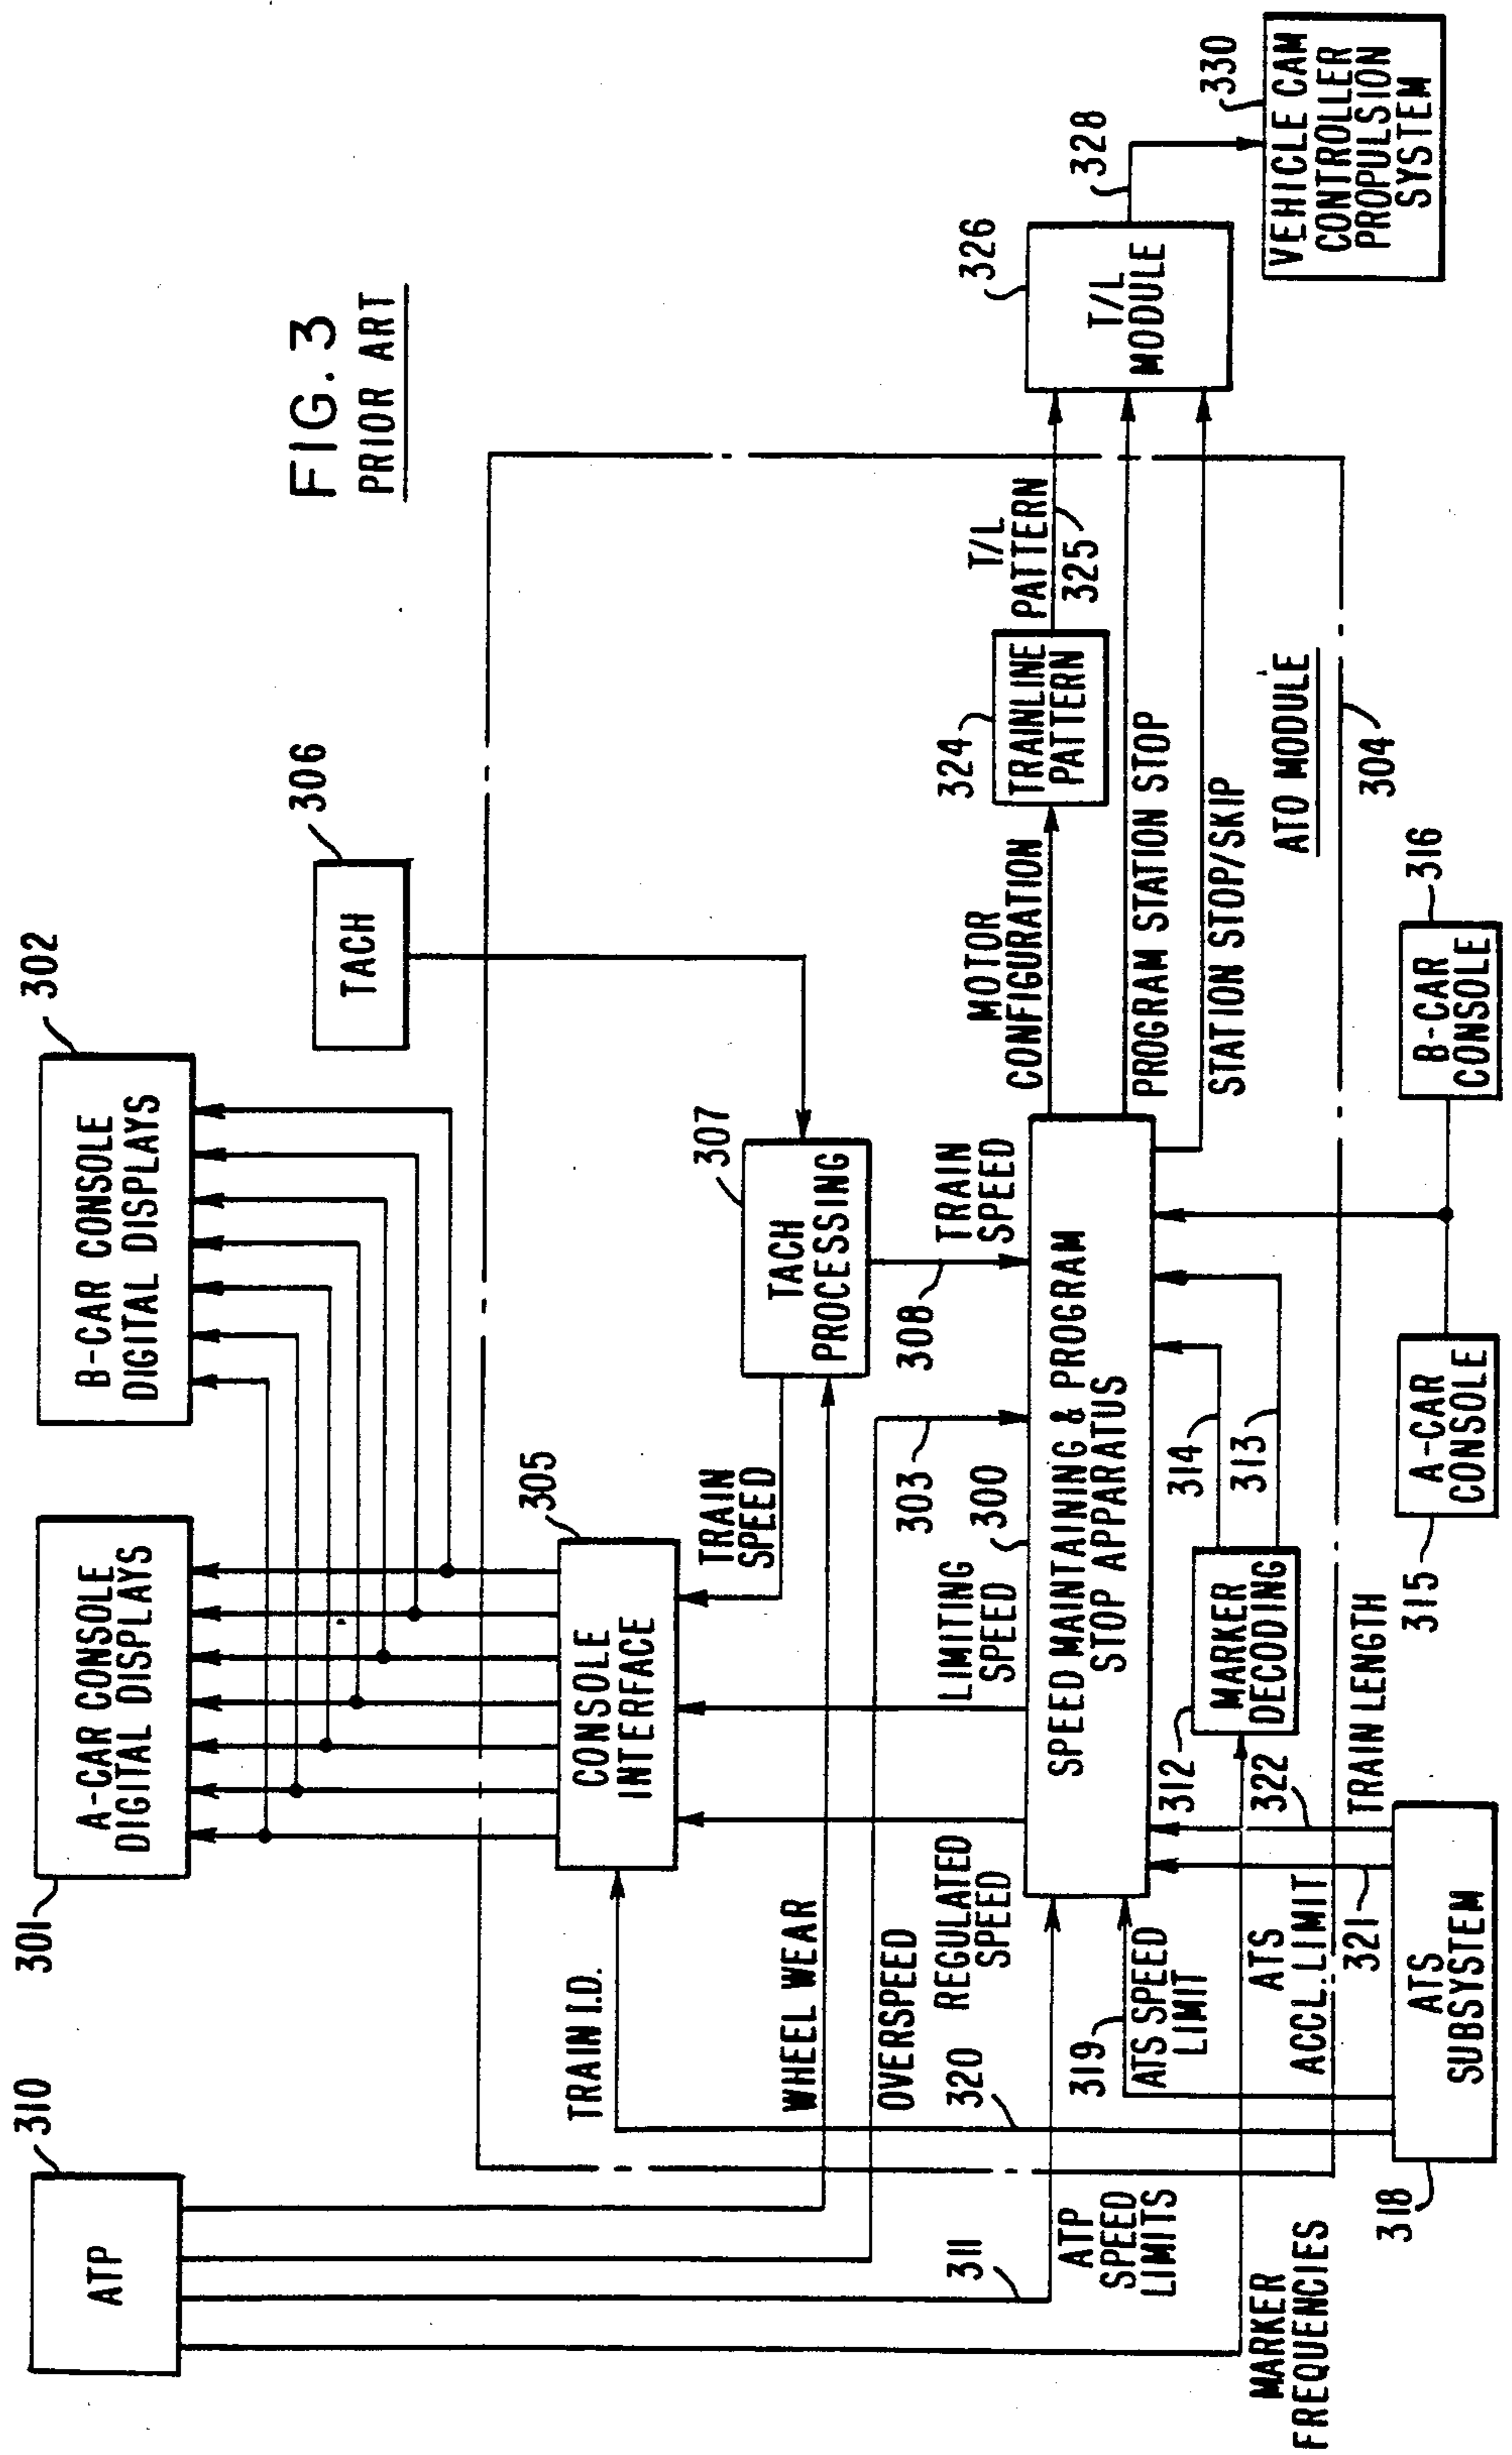 FIG. 3
PRIOR ART
310
ATP
301
A-CAR CONSOLE
DIGITAL DISPLAYS
302
B-CAR CONSOLE
DIGITAL DISPLAYS
306
TACH
TRAIN I.D.
305
CONSOLE
INTERFACE
TRAIN
SPEED
307
TACH
PROCESSING
WHEEL WEAR
OVERSPEED
303
308
TRAIN
SPEED
REGULATED
SPEED
LIMITING
SPEED
300
SPEED MAINTAINING & PROGRAM
STOP APPARATUS
311
ATP
SPEED
LIMITS
320
319
ATS SPEED
LIMIT
MARKER
FREQUENCIES
ATS
ACCL. LIMIT
321
322
TRAIN LENGTH
312
MARKER
DECODING
314
313
318
ATS
SUBSYSTEM
315
A-CAR
CONSOLE
316
B-CAR
CONSOLE
MOTOR
CONFIGURATION
324
TRAINLINE
PATTERN
T/L
PATTERN
325
PROGRAM STATION STOP
STATION STOP/SKIP
ATO MODULE
304
326
T/L
MODULE
328
330
VEHICLE CAM
CONTROLLER
PROPULSION
SYSTEM